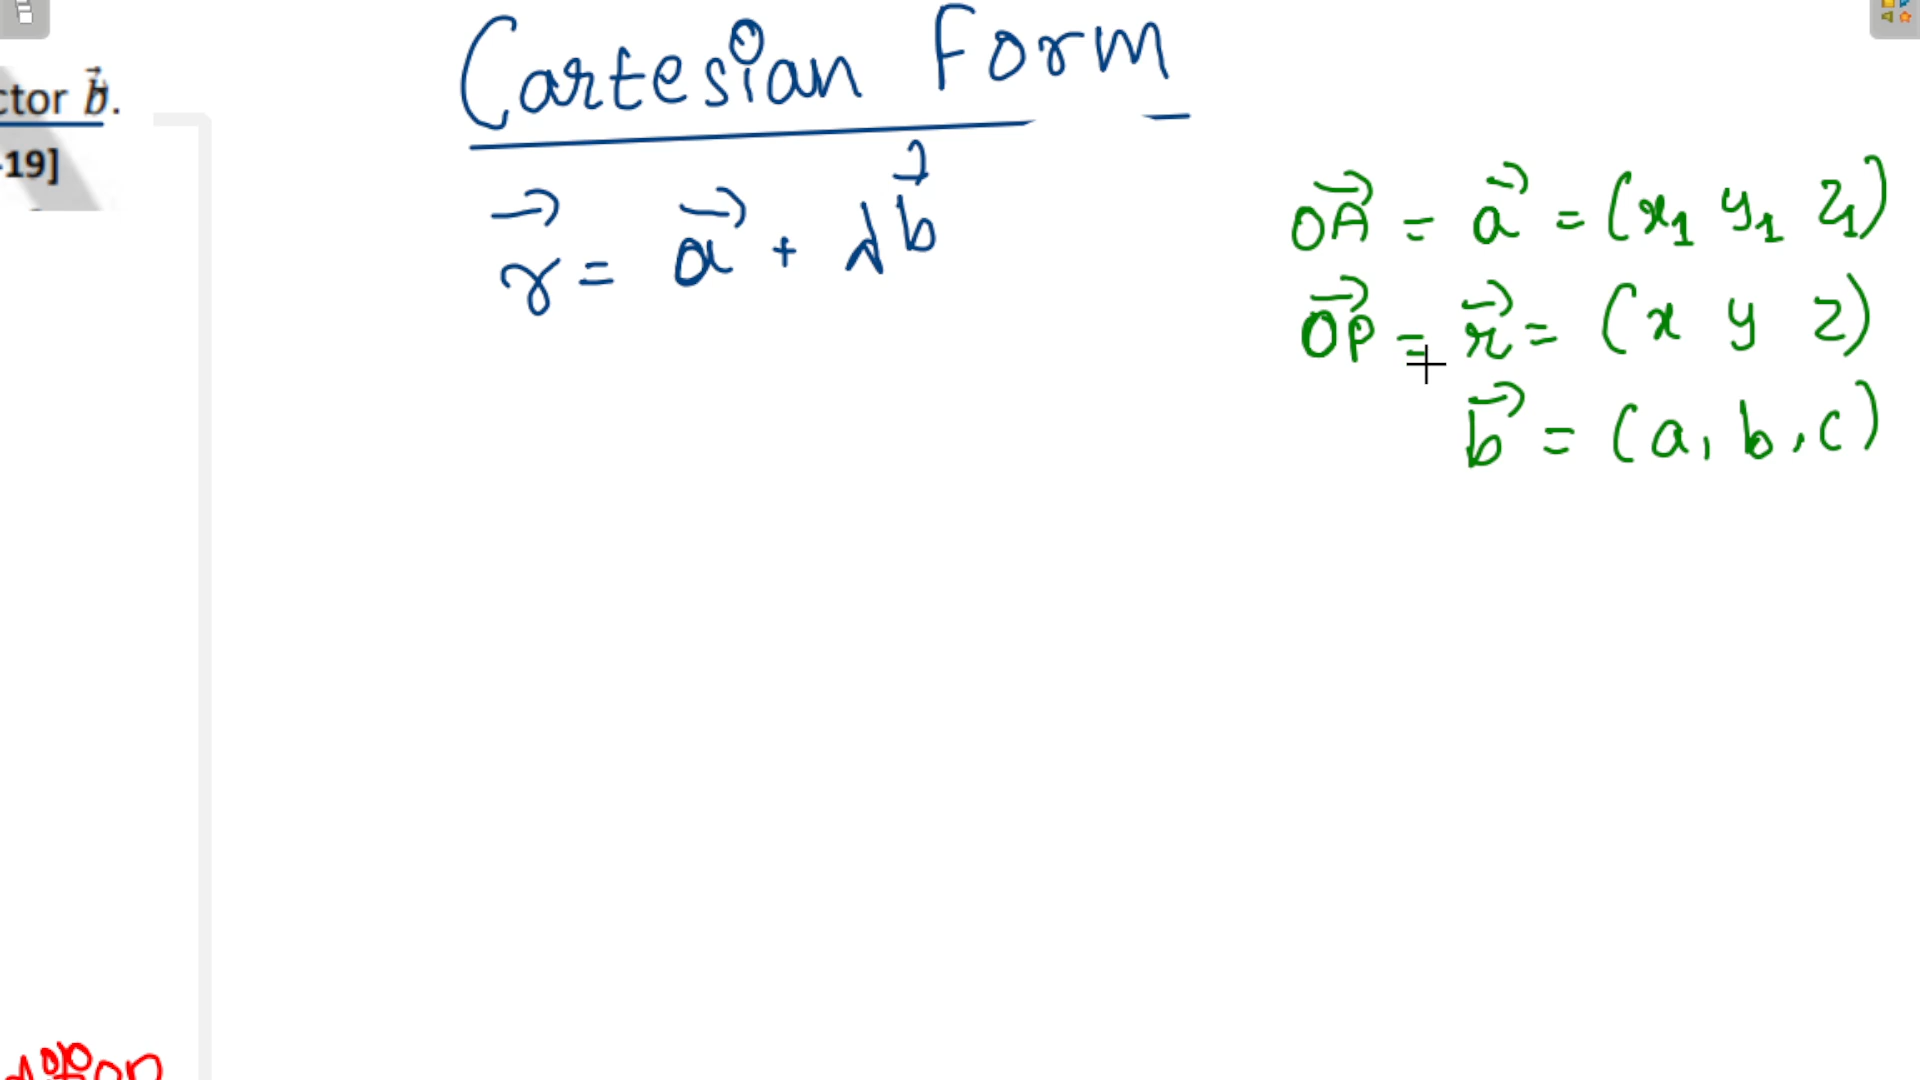 Cartesian Form
ctor b⃗.
-19]
r⃗ = a⃗ + λb⃗
OA⃗ = a⃗ = (x₁ y₁ z₁)
OP⃗ = r⃗ = (x y z)
b⃗ = (a, b, c)